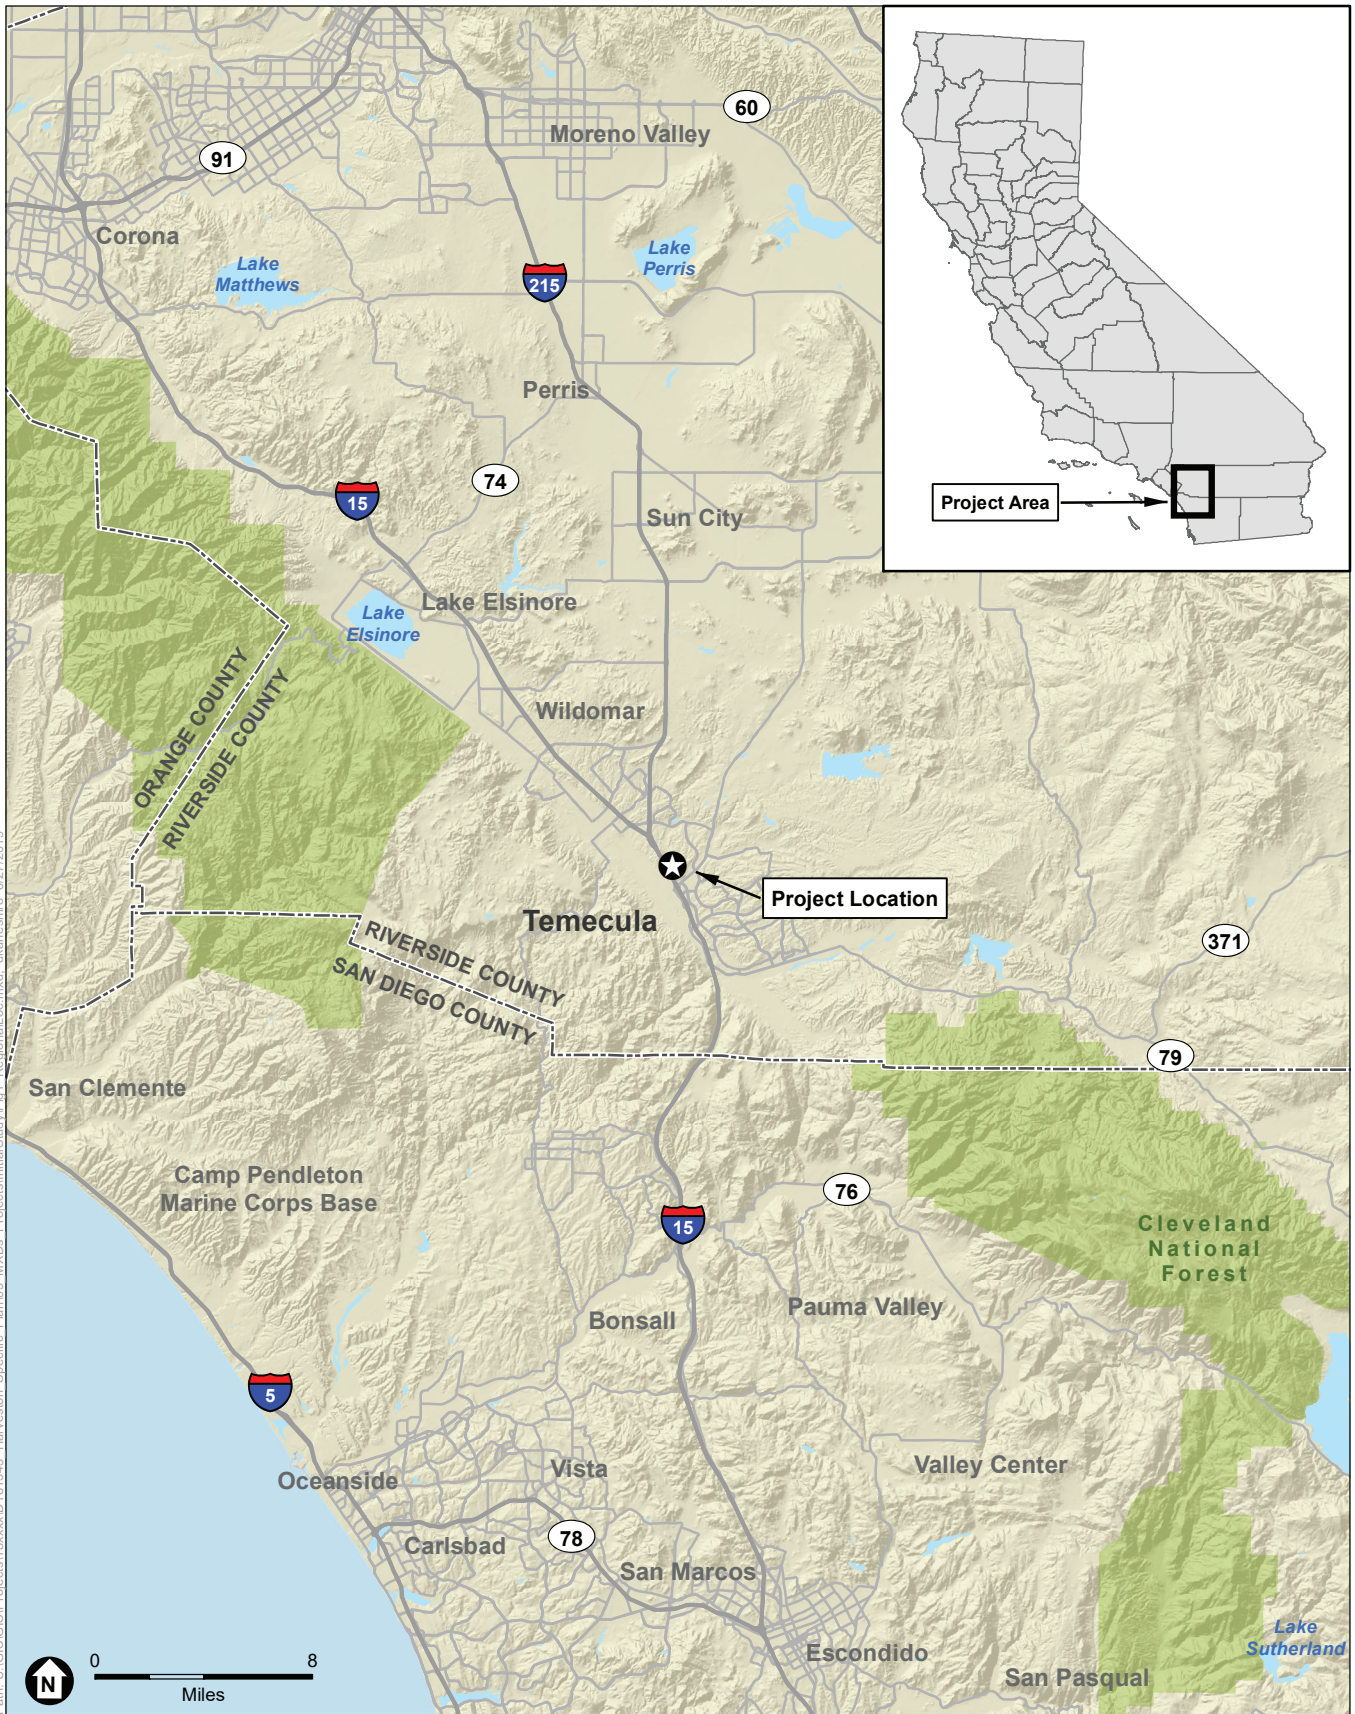 60
Moreno Valley
91
Corona
Lake
Matthews
Lake
Perris
215
Perris
74
15
Sun City
Project Area
Lake Elsinore
Lake
Elsinore
ORANGE COUNTY
RIVERSIDE COUNTY
Wildomar
Project Location
Temecula
RIVERSIDE COUNTY
SAN DIEGO COUNTY
371
79
San Clemente
Camp Pendleton
Marine Corps Base
76
15
Cleveland
National
Forest
Bonsall
Pauma Valley
5
Oceanside
Vista
Valley Center
Carlsbad
78
San Marcos
Escondido
San Pasqual
Lake
Sutherland
N
0 8
Miles